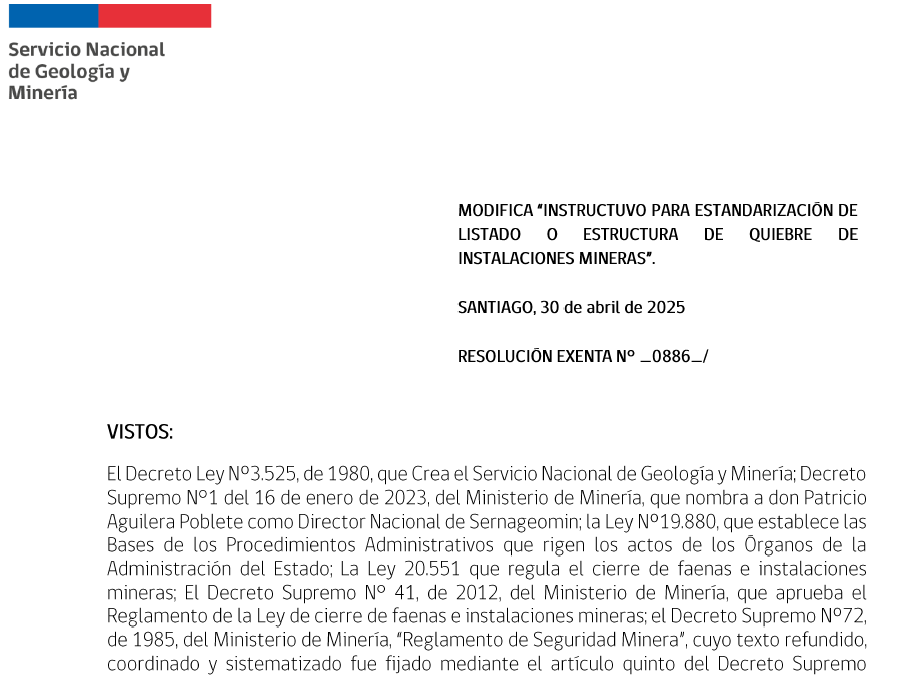 Servicio Nacional
de Geología y
Minería
MODIFICA "INSTRUCTUVO PARA ESTANDARIZACIÓN DE
LISTADO O ESTRUCTURA DE QUIEBRE DE
INSTALACIONES MINERAS".
SANTIAGO, 30 de abril de 2025
RESOLUCIÓN EXENTA Nº _0886_/
VISTOS:
El Decreto Ley Nº3.525, de 1980, que Crea el Servicio Nacional de Geología y Minería; Decreto
Supremo Nº1 del 16 de enero de 2023, del Ministerio de Minería, que nombra a don Patricio
Aguilera Poblete como Director Nacional de Sernageomin; la Ley Nº19.880, que establece las
Bases de los Procedimientos Administrativos que rigen los actos de los Órganos de la
Administración del Estado; La Ley 20.551 que regula el cierre de faenas e instalaciones
mineras; El Decreto Supremo Nº 41, de 2012, del Ministerio de Minería, que aprueba el
Reglamento de la Ley de cierre de faenas e instalaciones mineras; el Decreto Supremo Nº72,
de 1985, del Ministerio de Minería, "Reglamento de Seguridad Minera", cuyo texto refundido,
coordinado y sistematizado fue fijado mediante el artículo quinto del Decreto Supremo